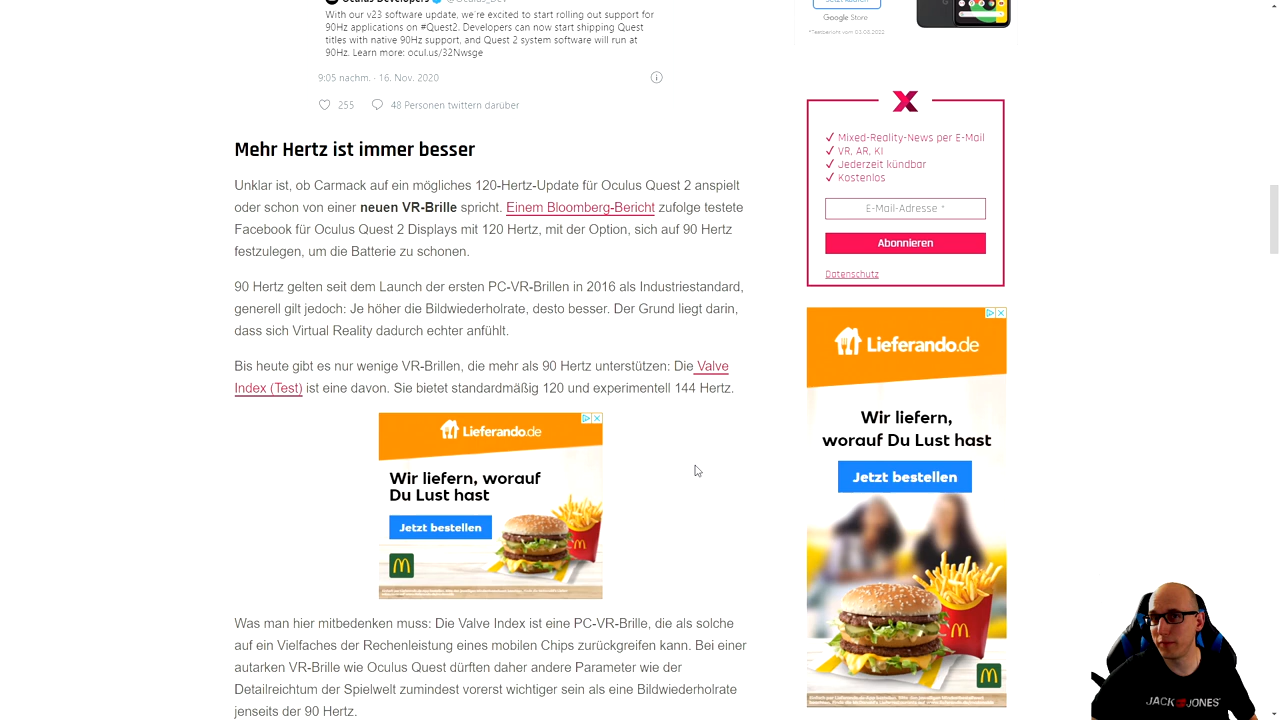 Oculus Developers @Oculus_Dev
With our v23 software update, we're excited to start rolling out support for
90Hz applications on #Quest2. Developers can now start shipping Quest
titles with native 90Hz support, and Quest 2 system software will run at
90Hz. Learn more: ocul.us/32Nwsge
9:05 nachm. · 16. Nov. 2020
255
48 Personen twittern darüber
Mehr Hertz ist immer besser
Unklar ist, ob Carmack auf ein mögliches 120-Hertz-Update für Oculus Quest 2 anspielt
oder schon von einer neuen VR-Brille spricht. Einem Bloomberg-Bericht zufolge testete
Facebook für Oculus Quest 2 Displays mit 120 Hertz, mit der Option, sich auf 90 Hertz
festzulegen, um die Batterie zu schonen.
90 Hertz gelten seit dem Launch der ersten PC-VR-Brillen in 2016 als Industriestandard,
generell gilt jedoch: Je höher die Bildwiederholrate, desto besser. Der Grund liegt darin,
dass sich Virtual Reality dadurch echter anfühlt.
Bis heute gibt es nur wenige VR-Brillen, die mehr als 90 Hertz unterstützen: Die Valve
Index (Test) ist eine davon. Sie bietet standardmäßig 120 und experimentell 144 Hertz.
Lieferando.de
Wir liefern, worauf
Du Lust hast
Jetzt bestellen
Was man hier mitbedenken muss: Die Valve Index ist eine PC-VR-Brille, die als solche
auf ein Vielfaches der Rechenleistung eines mobilen Chips zurückgreifen kann. Bei einer
autarken VR-Brille wie Oculus Quest dürften daher andere Parameter wie der
Detailreichtum der Spielwelt zumindest vorerst wichtiger sein als eine Bildwiederholrate
jenseits der 90 Hertz.
Google Store
*Testbericht vom 03.08.2022
X
✓ Mixed-Reality-News per E-Mail
✓ VR, AR, KI
✓ Jederzeit kündbar
✓ Kostenlos
E-Mail-Adresse *
Abonnieren
Datenschutz
Lieferando.de
Wir liefern,
worauf Du Lust hast
Jetzt bestellen
JACK JONES